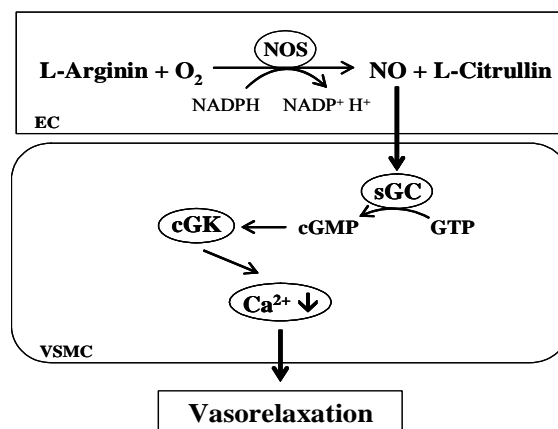 NOS
L-Arginin + O₂ NO + L-Citrullin
NADPH NADP⁺ H⁺
EC
sGC
cGK cGMP GTP
Ca²⁺ ↓
VSMC
Vasorelaxation